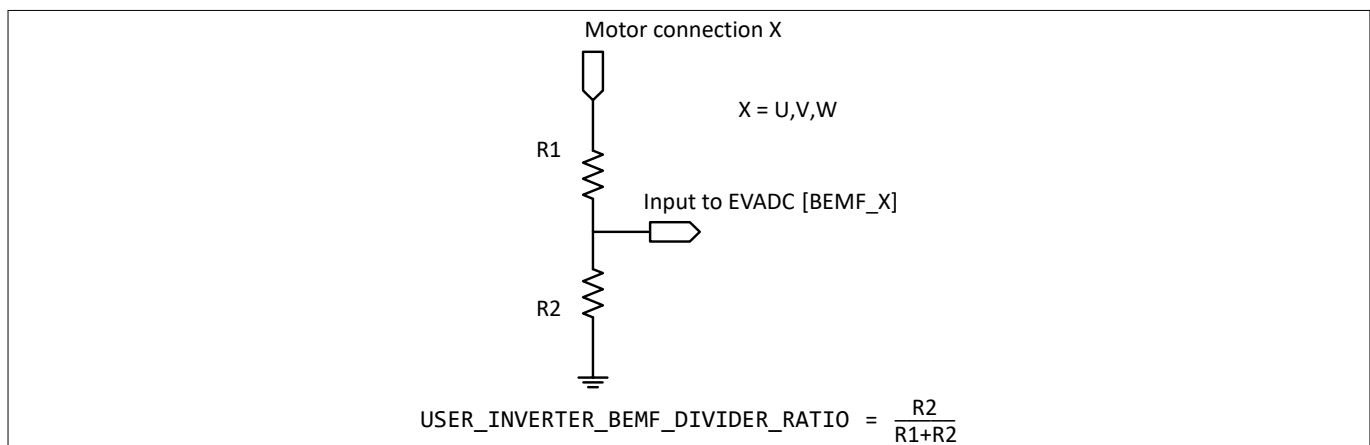 Motor connection X
X = U,V,W
R1
Input to EVADC [BEMF_X]
R2
USER_INVERTER_BEMF_DIVIDER_RATIO = R2
R1+R2